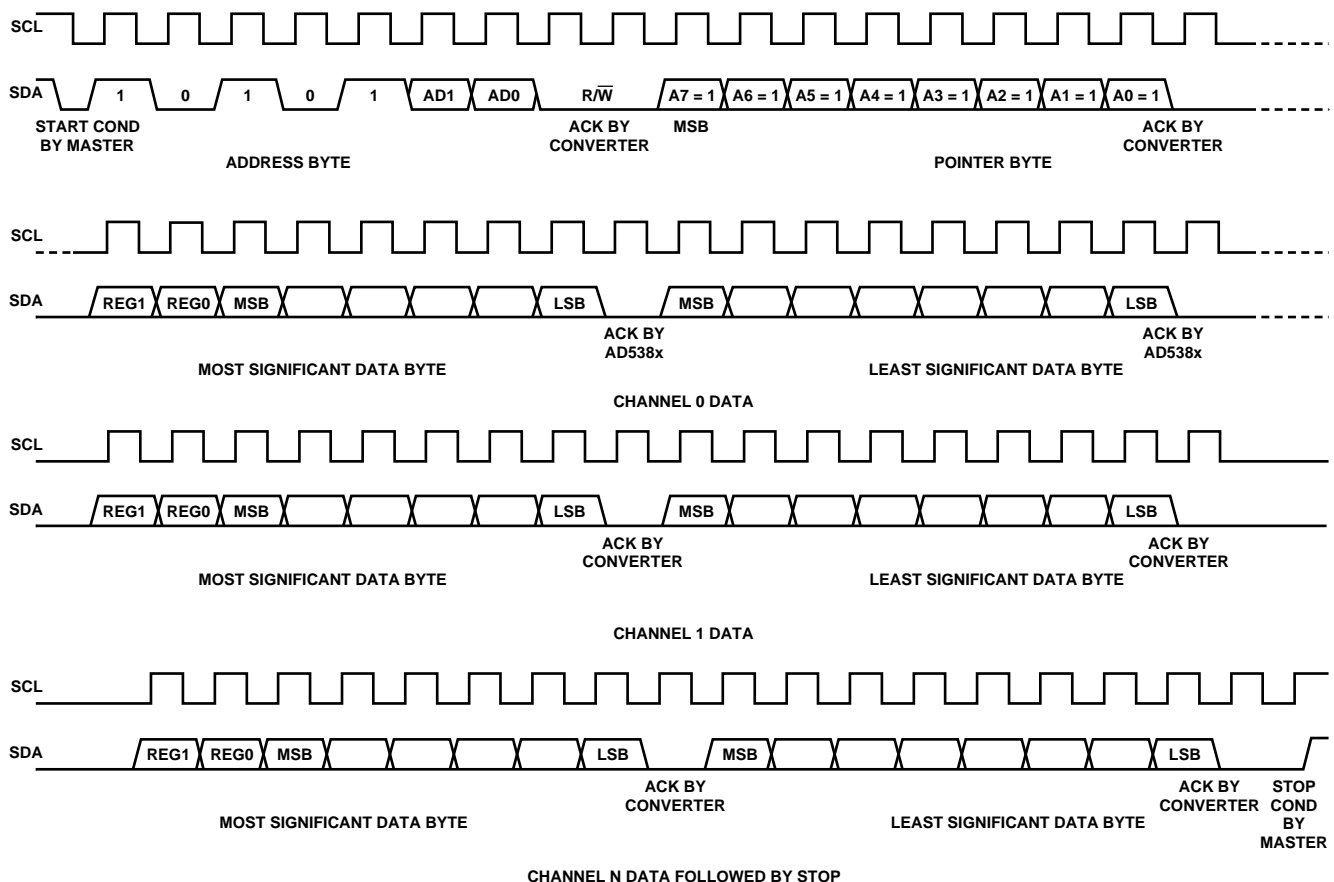 SCL
SDA
1 0 1 0 1 AD1 AD0 R/W̅ A7 = 1 A6 = 1 A5 = 1 A4 = 1 A3 = 1 A2 = 1 A1 = 1 A0 = 1
START COND
BY MASTER
ACK BY
CONVERTER
MSB
ACK BY
CONVERTER
ADDRESS BYTE
POINTER BYTE
SCL
SDA
REG1 REG0 MSB LSB MSB LSB
ACK BY
AD538x
ACK BY
AD538x
MOST SIGNIFICANT DATA BYTE
LEAST SIGNIFICANT DATA BYTE
CHANNEL 0 DATA
SCL
SDA
REG1 REG0 MSB LSB MSB LSB
ACK BY
CONVERTER
ACK BY
CONVERTER
MOST SIGNIFICANT DATA BYTE
LEAST SIGNIFICANT DATA BYTE
CHANNEL 1 DATA
SCL
SDA
REG1 REG0 MSB LSB MSB LSB
ACK BY
CONVERTER
ACK BY
CONVERTER
STOP
COND
BY
MASTER
MOST SIGNIFICANT DATA BYTE
LEAST SIGNIFICANT DATA BYTE
CHANNEL N DATA FOLLOWED BY STOP